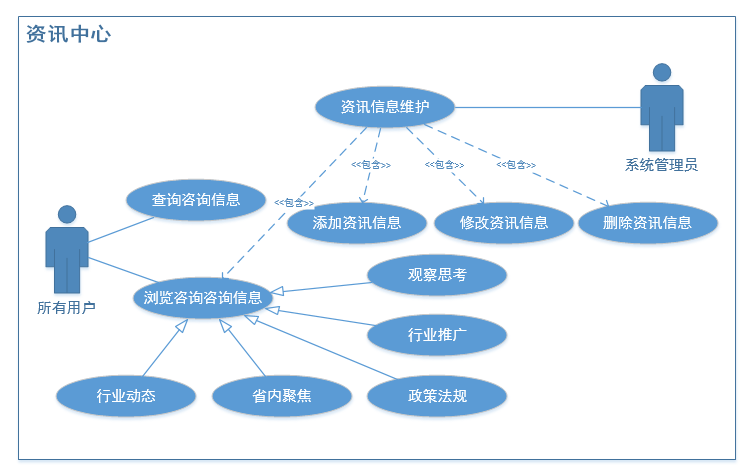 资讯中心
资讯信息维护
系统管理员
<<包含>>
<<包含>>
<<包含>>
<<包含>>
查询咨询信息
添加资讯信息
修改资讯信息
删除资讯信息
所有用户
浏览咨询咨询信息
观察思考
行业推广
行业动态
省内聚焦
政策法规